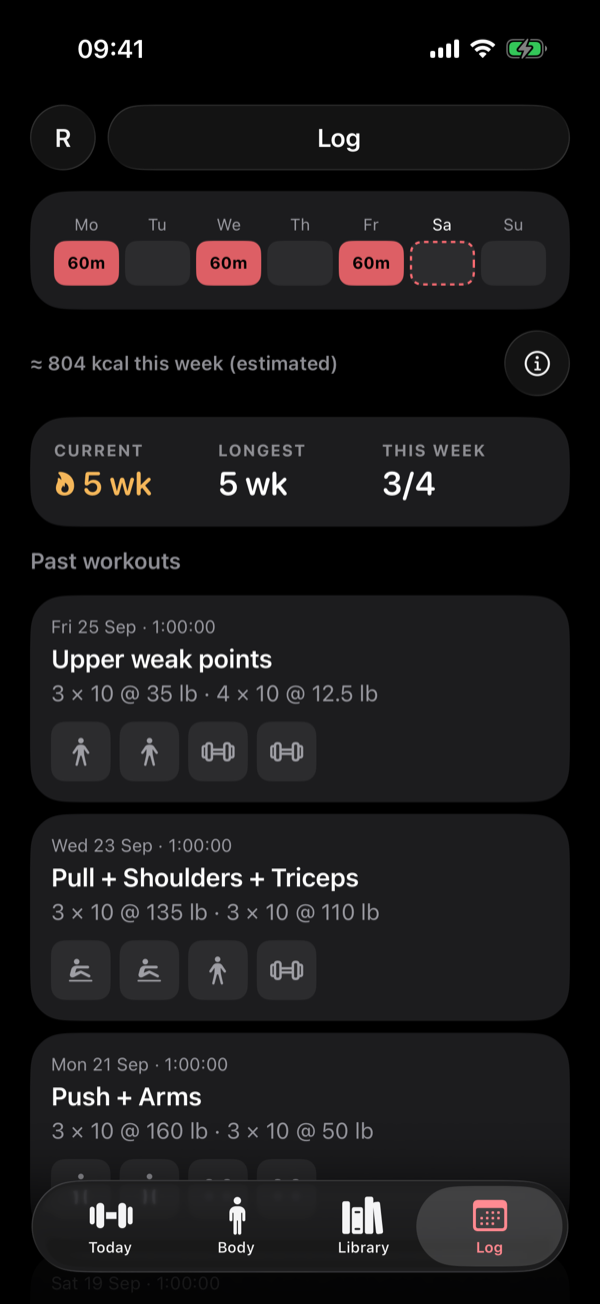 09:41
R
Log
Mo Tu We Th Fr Sa Su
60m 60m 60m
≈ 804 kcal this week (estimated)
CURRENT LONGEST THIS WEEK
5 wk 5 wk 3/4
Past workouts
Fri 25 Sep · 1:00:00
Upper weak points
3 × 10 @ 35 lb · 4 × 10 @ 12.5 lb
Wed 23 Sep · 1:00:00
Pull + Shoulders + Triceps
3 × 10 @ 135 lb · 3 × 10 @ 110 lb
Mon 21 Sep · 1:00:00
Push + Arms
3 × 10 @ 160 lb · 3 × 10 @ 50 lb
Today Body Library Log
Sat 19 Sep · 1:00:00